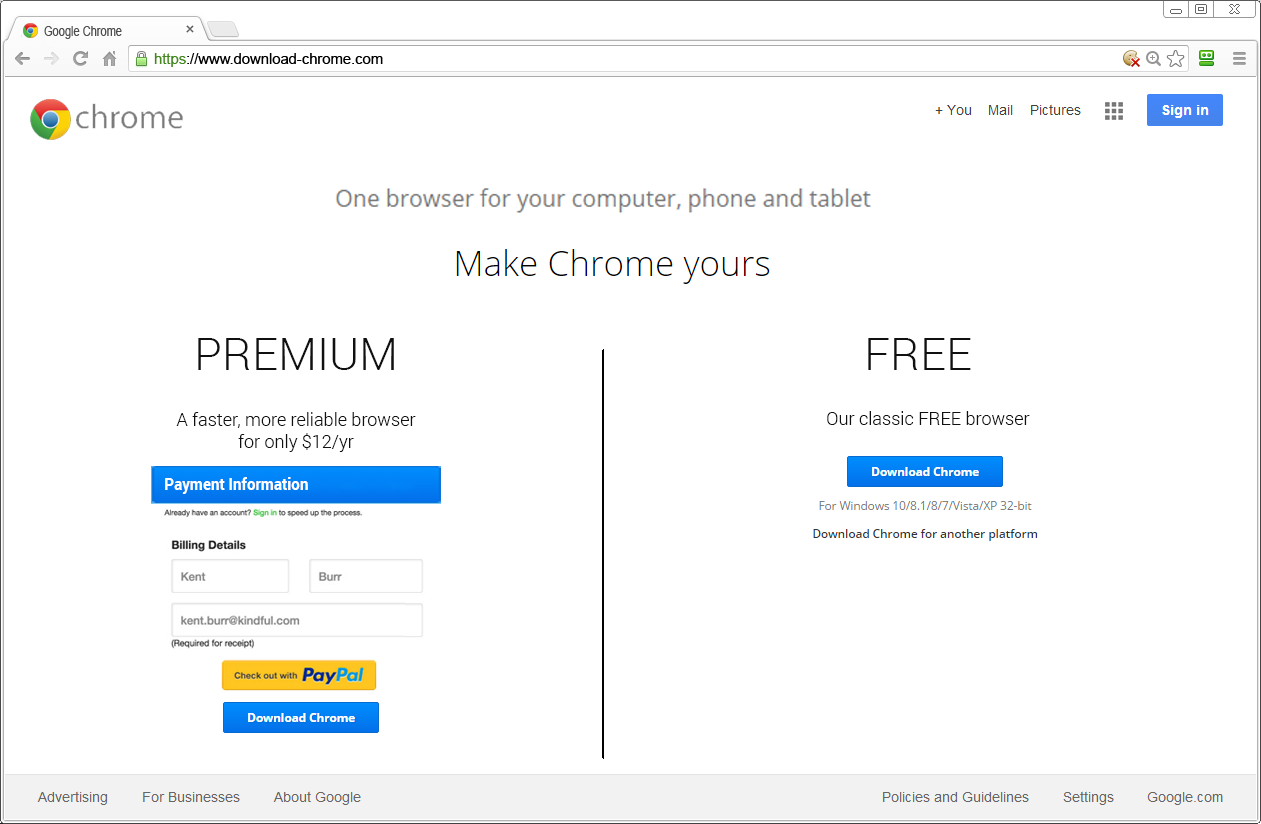 Google Chrome
https://www.download-chrome.com
chrome
+ You Mail Pictures Sign in
One browser for your computer, phone and tablet
Make Chrome yours
PREMIUM
A faster, more reliable browser
for only $12/yr
Payment Information
Already have an account? Sign in to speed up the process.
Billing Details
Kent Burr
kent.burr@kindful.com
(Required for receipt)
Check out with PayPal
Download Chrome
FREE
Our classic FREE browser
Download Chrome
For Windows 10/8.1/8/7/Vista/XP 32-bit
Download Chrome for another platform
Advertising For Businesses About Google Policies and Guidelines Settings Google.com